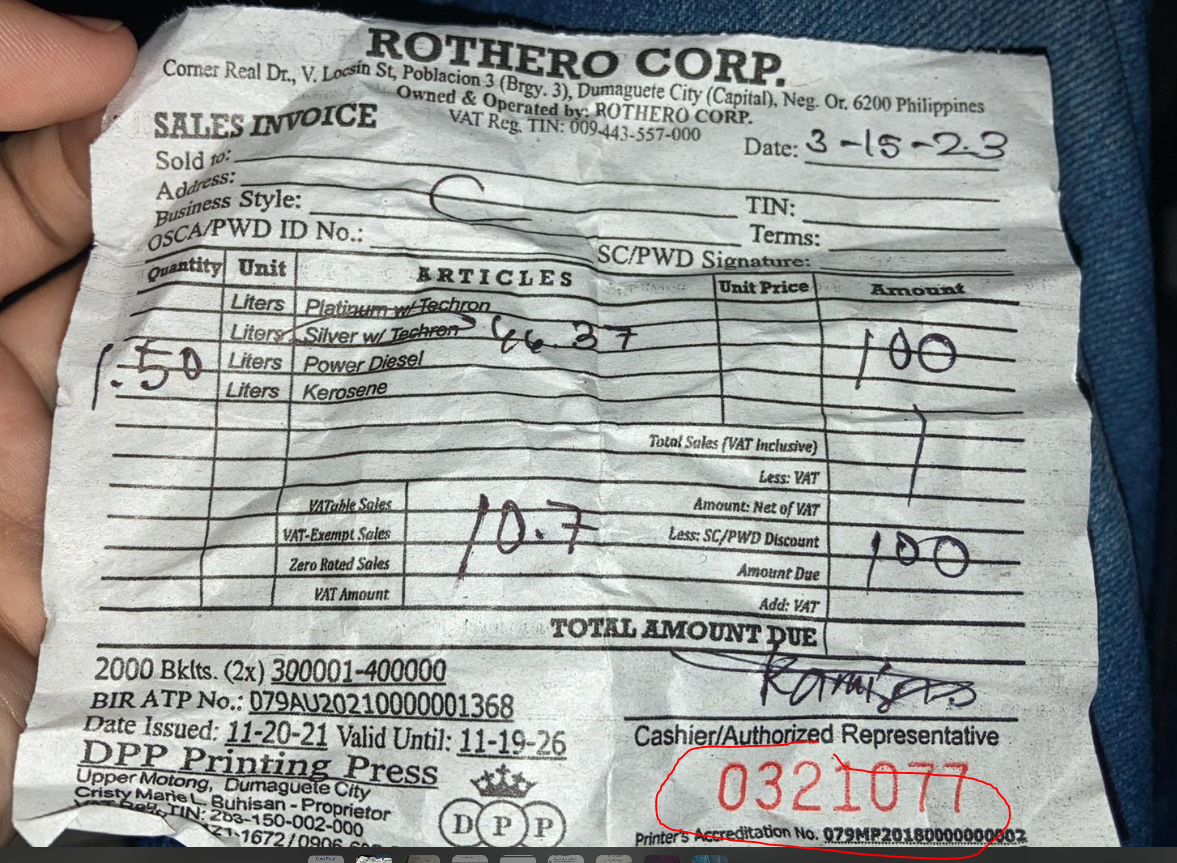 ROTHERO CORP.
Corner Real Dr., V. Locsin St, Poblacion 3 (Brgy. 3), Dumaguete City (Capital), Neg. Or. 6200 Philippines
Owned & Operated by: ROTHERO CORP.
VAT Reg. TIN: 009-443-557-000
SALES INVOICE
Date: 3-15-23
Sold to:
Address:
Business Style: C TIN:
OSCA/PWD ID No.: Terms:
SC/PWD Signature:
Quantity Unit ARTICLES Unit Price Amount
Liters Platinum w/ Techron
Liters Silver w/ Techron 66.37 100
1.50 Liters Power Diesel
Liters Kerosene
Total Sales (VAT Inclusive)
Less: VAT
VATable Sales Amount: Net of VAT
VAT-Exempt Sales 10.7 Less: SC/PWD Discount 100
Zero Rated Sales Amount Due
VAT Amount Add: VAT
TOTAL AMOUNT DUE
2000 Bklts. (2x) 300001-400000
BIR ATP No.: 079AU20210000001368
Date Issued: 11-20-21 Valid Until: 11-19-26
Cashier/Authorized Representative
DPP Printing Press
Upper Motong, Dumaguete City
Cristy Marie L. Buhisan - Proprietor
VAT Reg. TIN: 263-150-002-000
DPP
0321077
Printer's Accreditation No. 079MP20180000000002